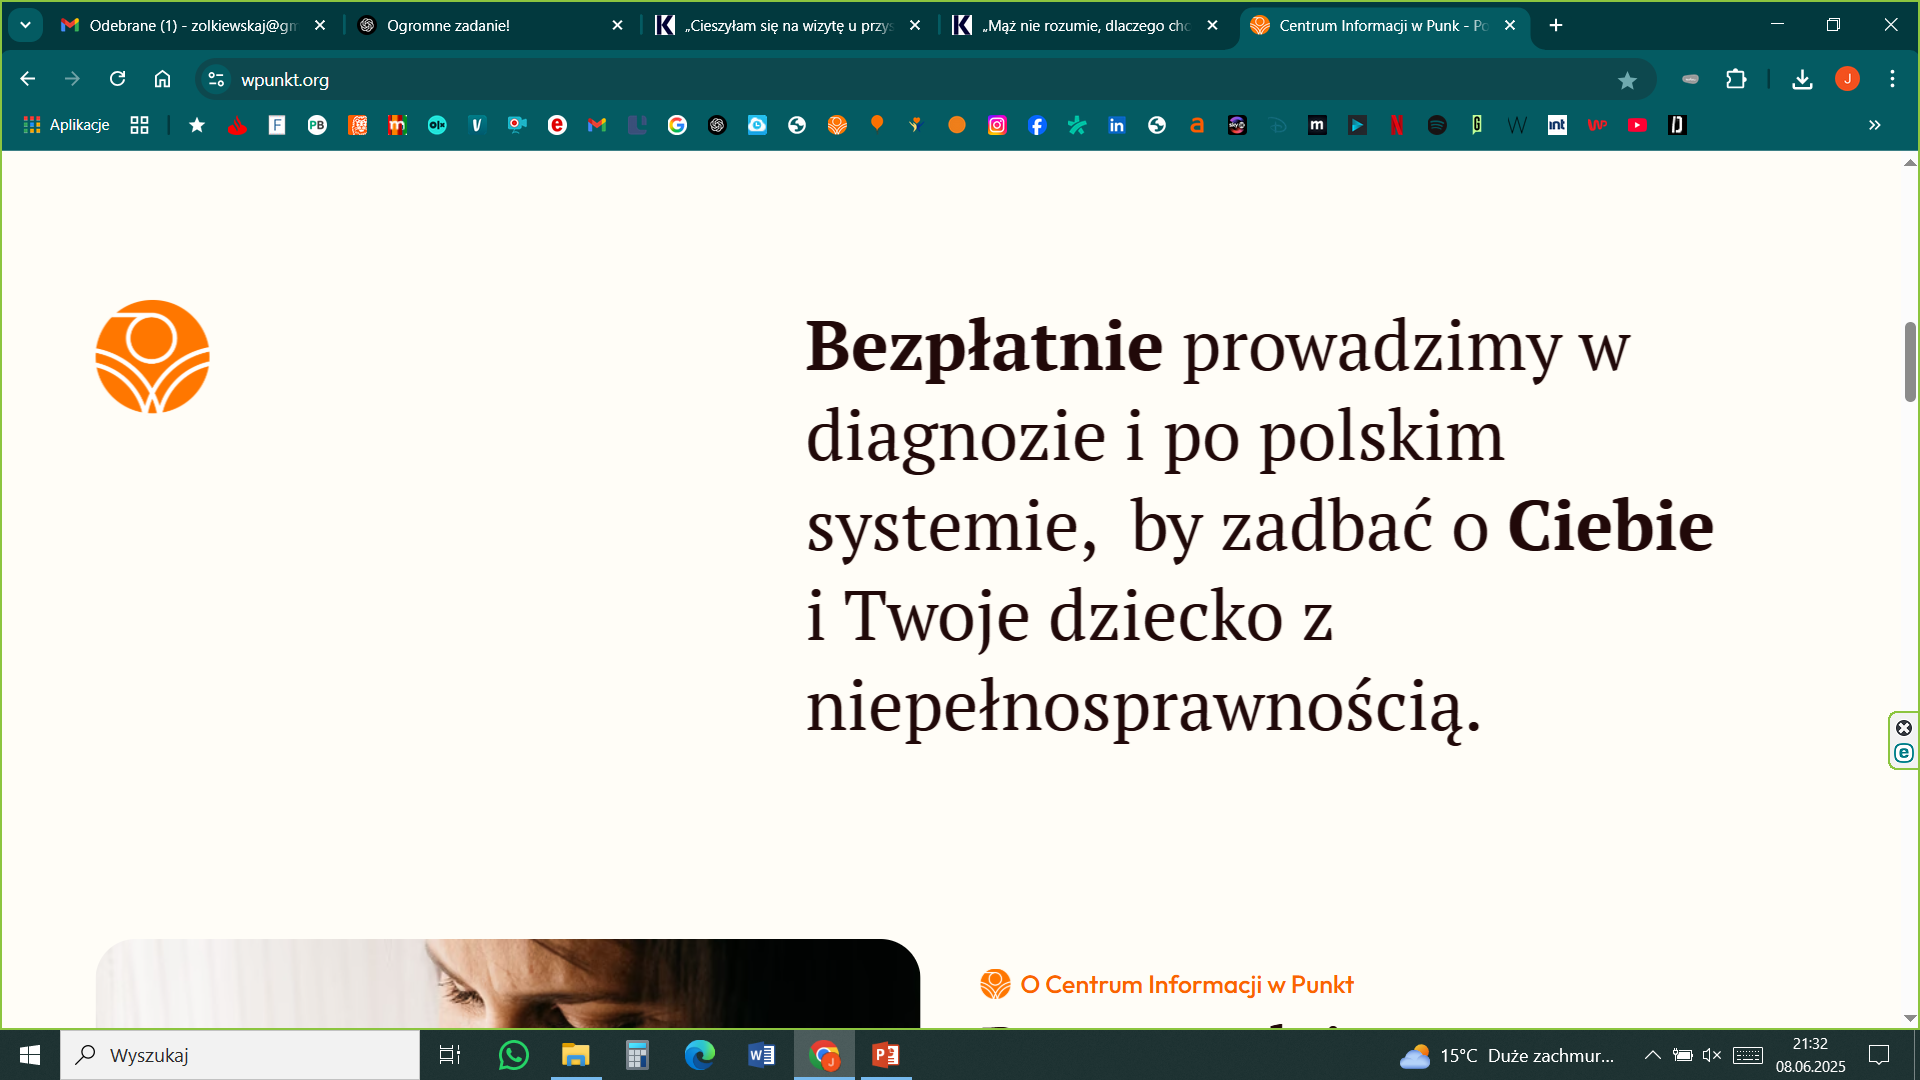 Odebrane (1) - zolkiewskaj@gm
Ogromne zadanie!
„Cieszyłam się na wizytę u przys
„Mąż nie rozumie, dlaczego chc
Centrum Informacji w Punk - Po
wpunkt.org
J
Aplikacje
Bezpłatnie prowadzimy w
diagnozie i po polskim
systemie, by zadbać o Ciebie
i Twoje dziecko z
niepełnosprawnością.
O Centrum Informacji w Punkt
Wyszukaj
15°C Duże zachmur...
21:32
08.06.2025